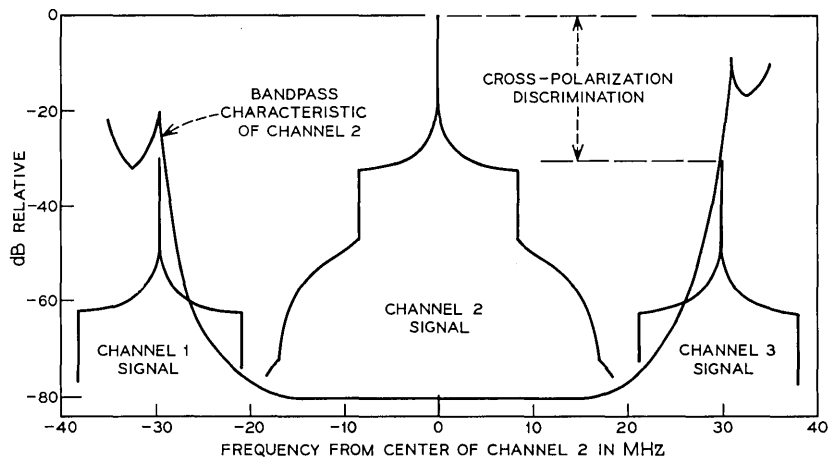 0
-20
-40
-60
-80
dB RELATIVE
BANDPASS
CHARACTERISTIC
OF CHANNEL 2
CROSS-POLARIZATION
DISCRIMINATION
CHANNEL 1
SIGNAL
CHANNEL 2
SIGNAL
CHANNEL 3
SIGNAL
-40 -30 -20 -10 0 10 20 30 40
FREQUENCY FROM CENTER OF CHANNEL 2 IN MHz